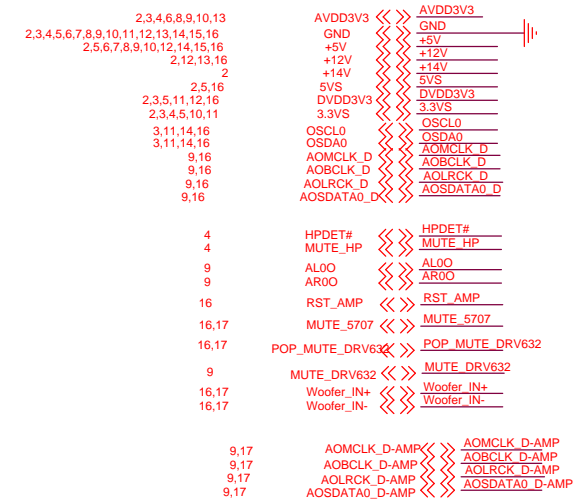 2,3,4,6,8,9,10,13 AVDD3V3 AVDD3V3
2,3,4,5,6,7,8,9,10,11,12,13,14,15,16 GND GND
2,5,6,7,8,9,10,12,14,15,16 +5V +5V
2,12,13,16 +12V +12V
2 +14V +14V
2,5,16 5VS 5VS
2,3,5,11,12,16 DVDD3V3 DVDD3V3
2,3,4,5,10,11 3.3VS 3.3VS
3,11,14,16 OSCL0 OSCL0
3,11,14,16 OSDA0 OSDA0
9,16 AOMCLK_D AOMCLK_D
9,16 AOBCLK_D AOBCLK_D
9,16 AOLRCK_D AOLRCK_D
9,16 AOSDATA0_D AOSDATA0_D
4 HPDET# HPDET#
4 MUTE_HP MUTE_HP
9 AL0O AL0O
9 AR0O AR0O
16 RST_AMP RST_AMP
16,17 MUTE_5707 MUTE_5707
16,17 POP_MUTE_DRV632 POP_MUTE_DRV632
9 MUTE_DRV632 MUTE_DRV632
16,17 Woofer_IN+ Woofer_IN+
16,17 Woofer_IN- Woofer_IN-
9,17 AOMCLK_D-AMP AOMCLK_D-AMP
9,17 AOBCLK_D-AMP AOBCLK_D-AMP
9,17 AOLRCK_D-AMP AOLRCK_D-AMP
9,17 AOSDATA0_D-AMP AOSDATA0_D-AMP